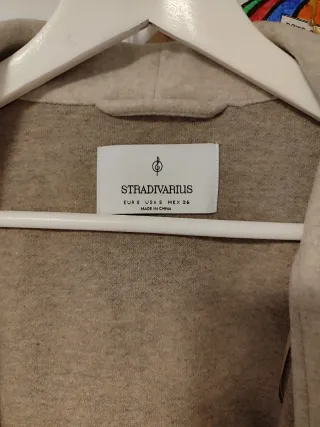 STRADIVARIUS
EUR S USA S MEX 26
MADE IN CHINA